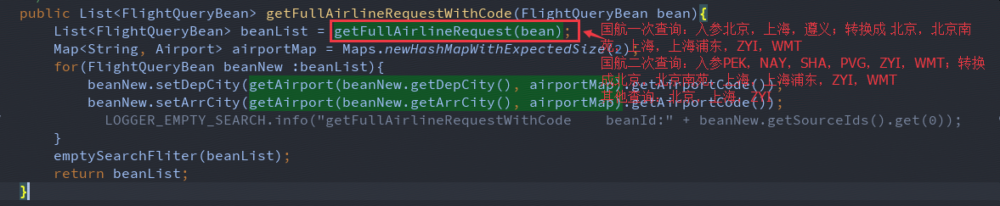 public List<FlightQueryBean> getFullAirlineRequestWithCode(FlightQueryBean bean){
List<FlightQueryBean> beanList = getFullAirlineRequest(bean);
国航一次查询：入参北京，上海，遵义；转换成 北京，北京南
苑，上海，上海浦东，ZYI，WMT
Map<String, Airport> airportMap = Maps.newHashMapWithExpectedSize(2);
国航二次查询：入参PEK, NAY, SHA, PVG, ZYI, WMT；转换
for(FlightQueryBean beanNew :beanList){
成北京，北京南苑，上海，上海浦东，ZYI，WMT
beanNew.setDepCity(getAirport(beanNew.getDepCity(), airportMap).getAirportCode());
其他查询：北京，上海，ZYI
beanNew.setArrCity(getAirport(beanNew.getArrCity(), airportMap).getAirportCode());
LOGGER_EMPTY_SEARCH.info("getFullAirlineRequestWithCode    beanId:" + beanNew.getSourceIds().get(0));
}
emptySearchFliter(beanList);
return beanList;
}